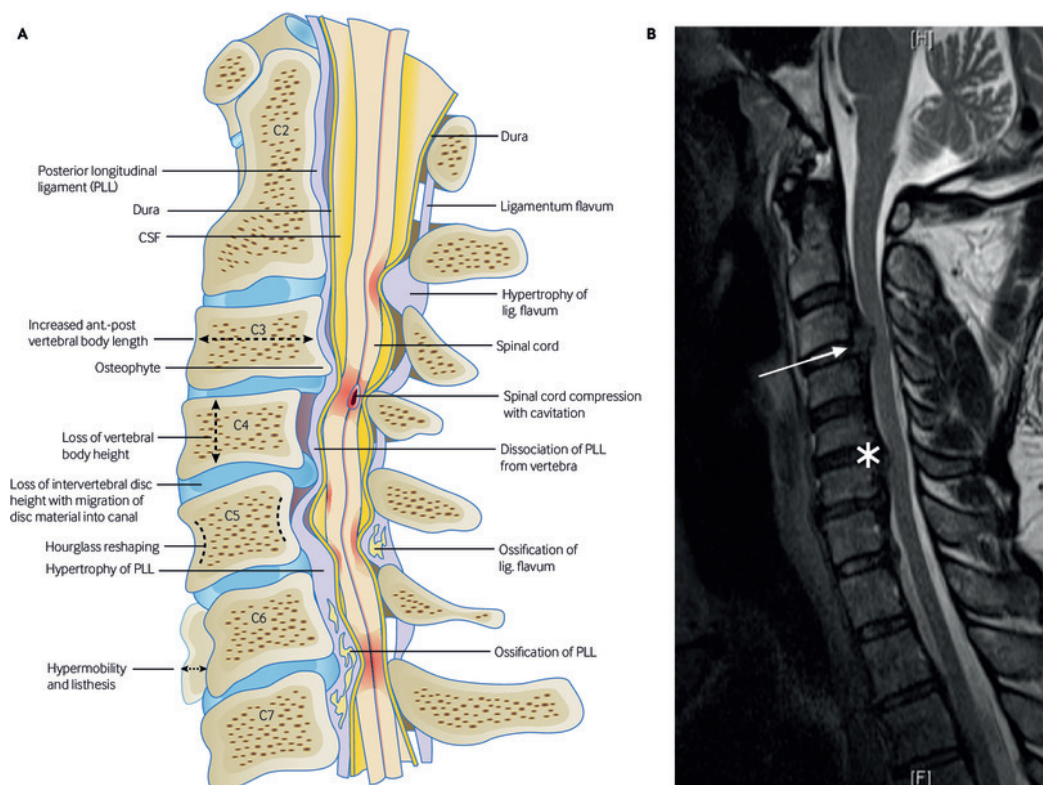 A
B
[H]
C2
Dura
Posterior longitudinal
ligament (PLL)
Ligamentum flavum
Dura
CSF
Hypertrophy of
lig. flavum
Increased ant.-post
vertebral body length
C3
Spinal cord
Osteophyte
Spinal cord compression
with cavitation
C4
Loss of vertebral
body height
Dissociation of PLL
from vertebra
Loss of intervertebral disc
height with migration of
disc material into canal
C5
Hourglass reshaping
Ossification of
lig. flavum
Hypertrophy of PLL
C6
Ossification of PLL
Hypermobility
and listhesis
C7
*
[F]